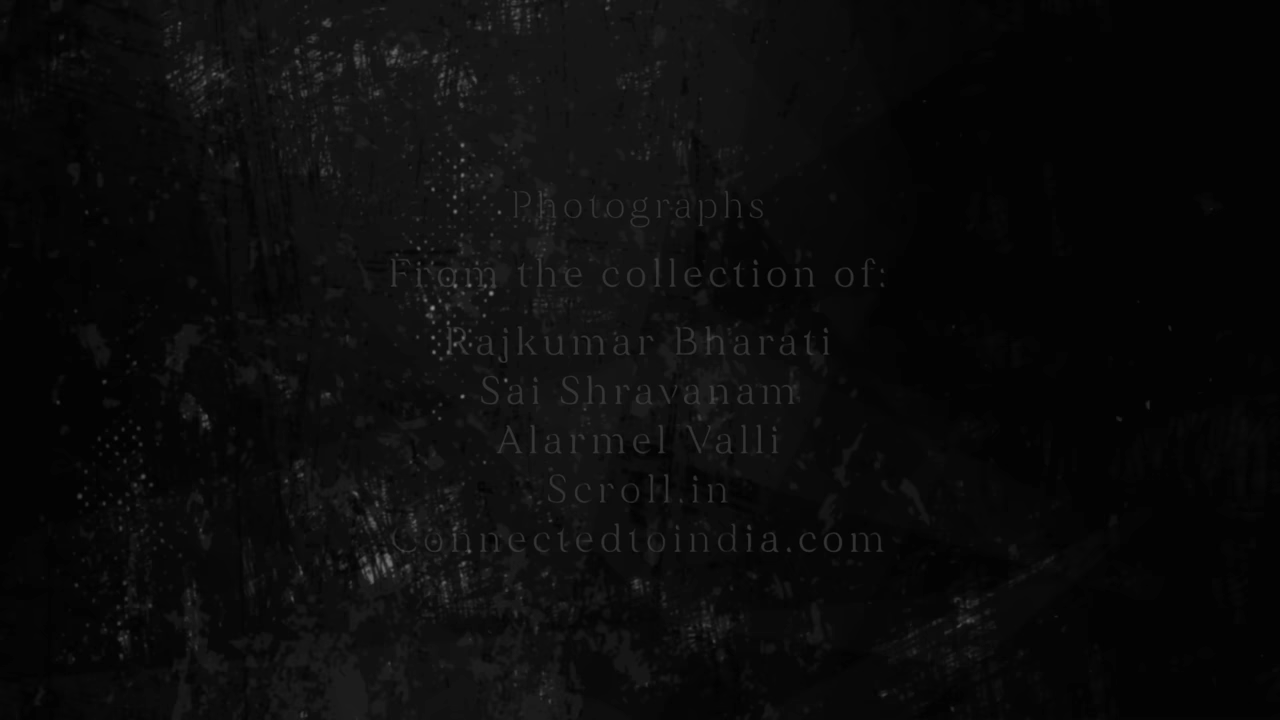 Photographs
From the collection of:
Rajkumar Bharati
Sai Shravanam
Alarmel Valli
Scroll.in
Connectedtoindia.com